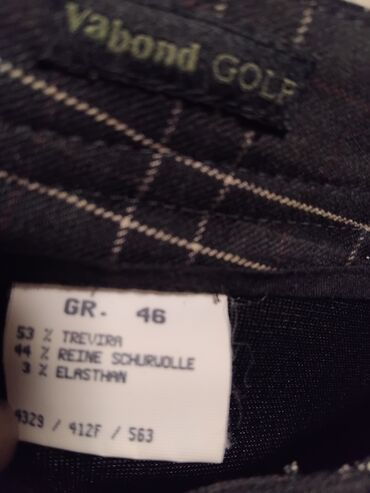 vabond GOLF
GR. 46
53 % TREVIRA
44 % REINE SCHURWOLLE
3 % ELASTHAN
4329 / 412F / 563